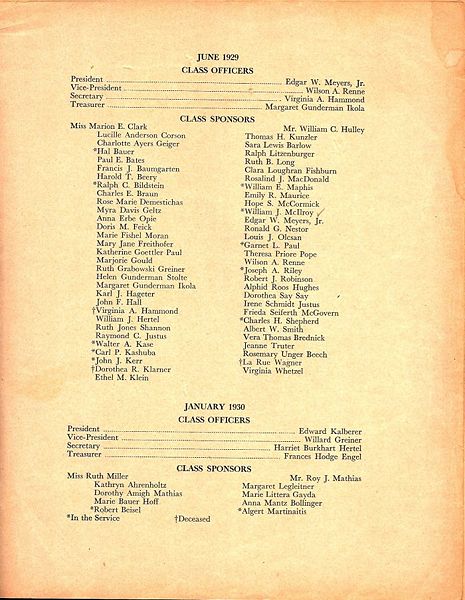 JUNE 1929
CLASS OFFICERS
President ........ Edgar W. Meyers, Jr.
Vice-President ........ Wilson A. Renne
Secretary ........ Virginia A. Hammond
Treasurer ........ Margaret Gunderman Ikola
CLASS SPONSORS
Miss Marion E. Clark
Lucille Anderson Corson
Charlotte Ayers Geiger
*Hal Bauer
Paul E. Bates
Francis J. Baumgarten
Harold T. Beery
*Ralph C. Bildstein
Charles E. Braun
Rose Marie Demestichas
Myra Davis Geltz
Anna Erbe Opie
Doris M. Feick
Marie Fishel Moran
Mary Jane Freithofer
Katherine Goettler Paul
Marjorie Gould
Ruth Grabowski Greiner
Helen Gunderman Stolte
Margaret Gunderman Ikola
Karl J. Hageter
John F. Hall
†Virginia A. Hammond
William J. Hertel
Ruth Jones Shannon
Raymond C. Justus
*Walter A. Kase
*Carl P. Kashuba
*John J. Kerr
†Dorothea R. Klarner
Ethel M. Klein
Mr. William C. Hulley
Thomas H. Kunzler
Sara Lewis Barlow
Ralph Litzenburger
Ruth B. Long
Clara Loughran Fishburn
Rosalind J. MacDonald
*William E. Maphis
Emily R. Maurice
Hope S. McCormick
*William J. McIlroy ✓
Edgar W. Meyers, Jr.
Ronald G. Nestor
Louis J. Olcsan
*Garnet L. Paul
Theresa Priore Pope
Wilson A. Renne
*Joseph A. Riley
Robert J. Robinson
Alphid Roos Hughes
Dorothea Say Say
Irene Schmidt Justus
Frieda Seiferth McGovern
*Charles H. Shepherd
Albert W. Smith
Vera Thomas Brednick
Jeanne Truter
Rosemary Unger Beech
†La Rue Wagner
Virginia Whetzel
JANUARY 1930
CLASS OFFICERS
President ........ Edward Kalberer
Vice-President ........ Willard Greiner
Secretary ........ Harriet Burkhart Hertel
Treasurer ........ Frances Hodge Engel
CLASS SPONSORS
Miss Ruth Miller
Kathryn Ahrenholtz
Dorothy Amigh Mathias
Marie Bauer Hoff
*Robert Beisel
Mr. Roy J. Mathias
Margaret Legleitner
Marie Littera Gayda
Anna Mantz Bollinger
*Algert Martinaitis
*In the Service †Deceased